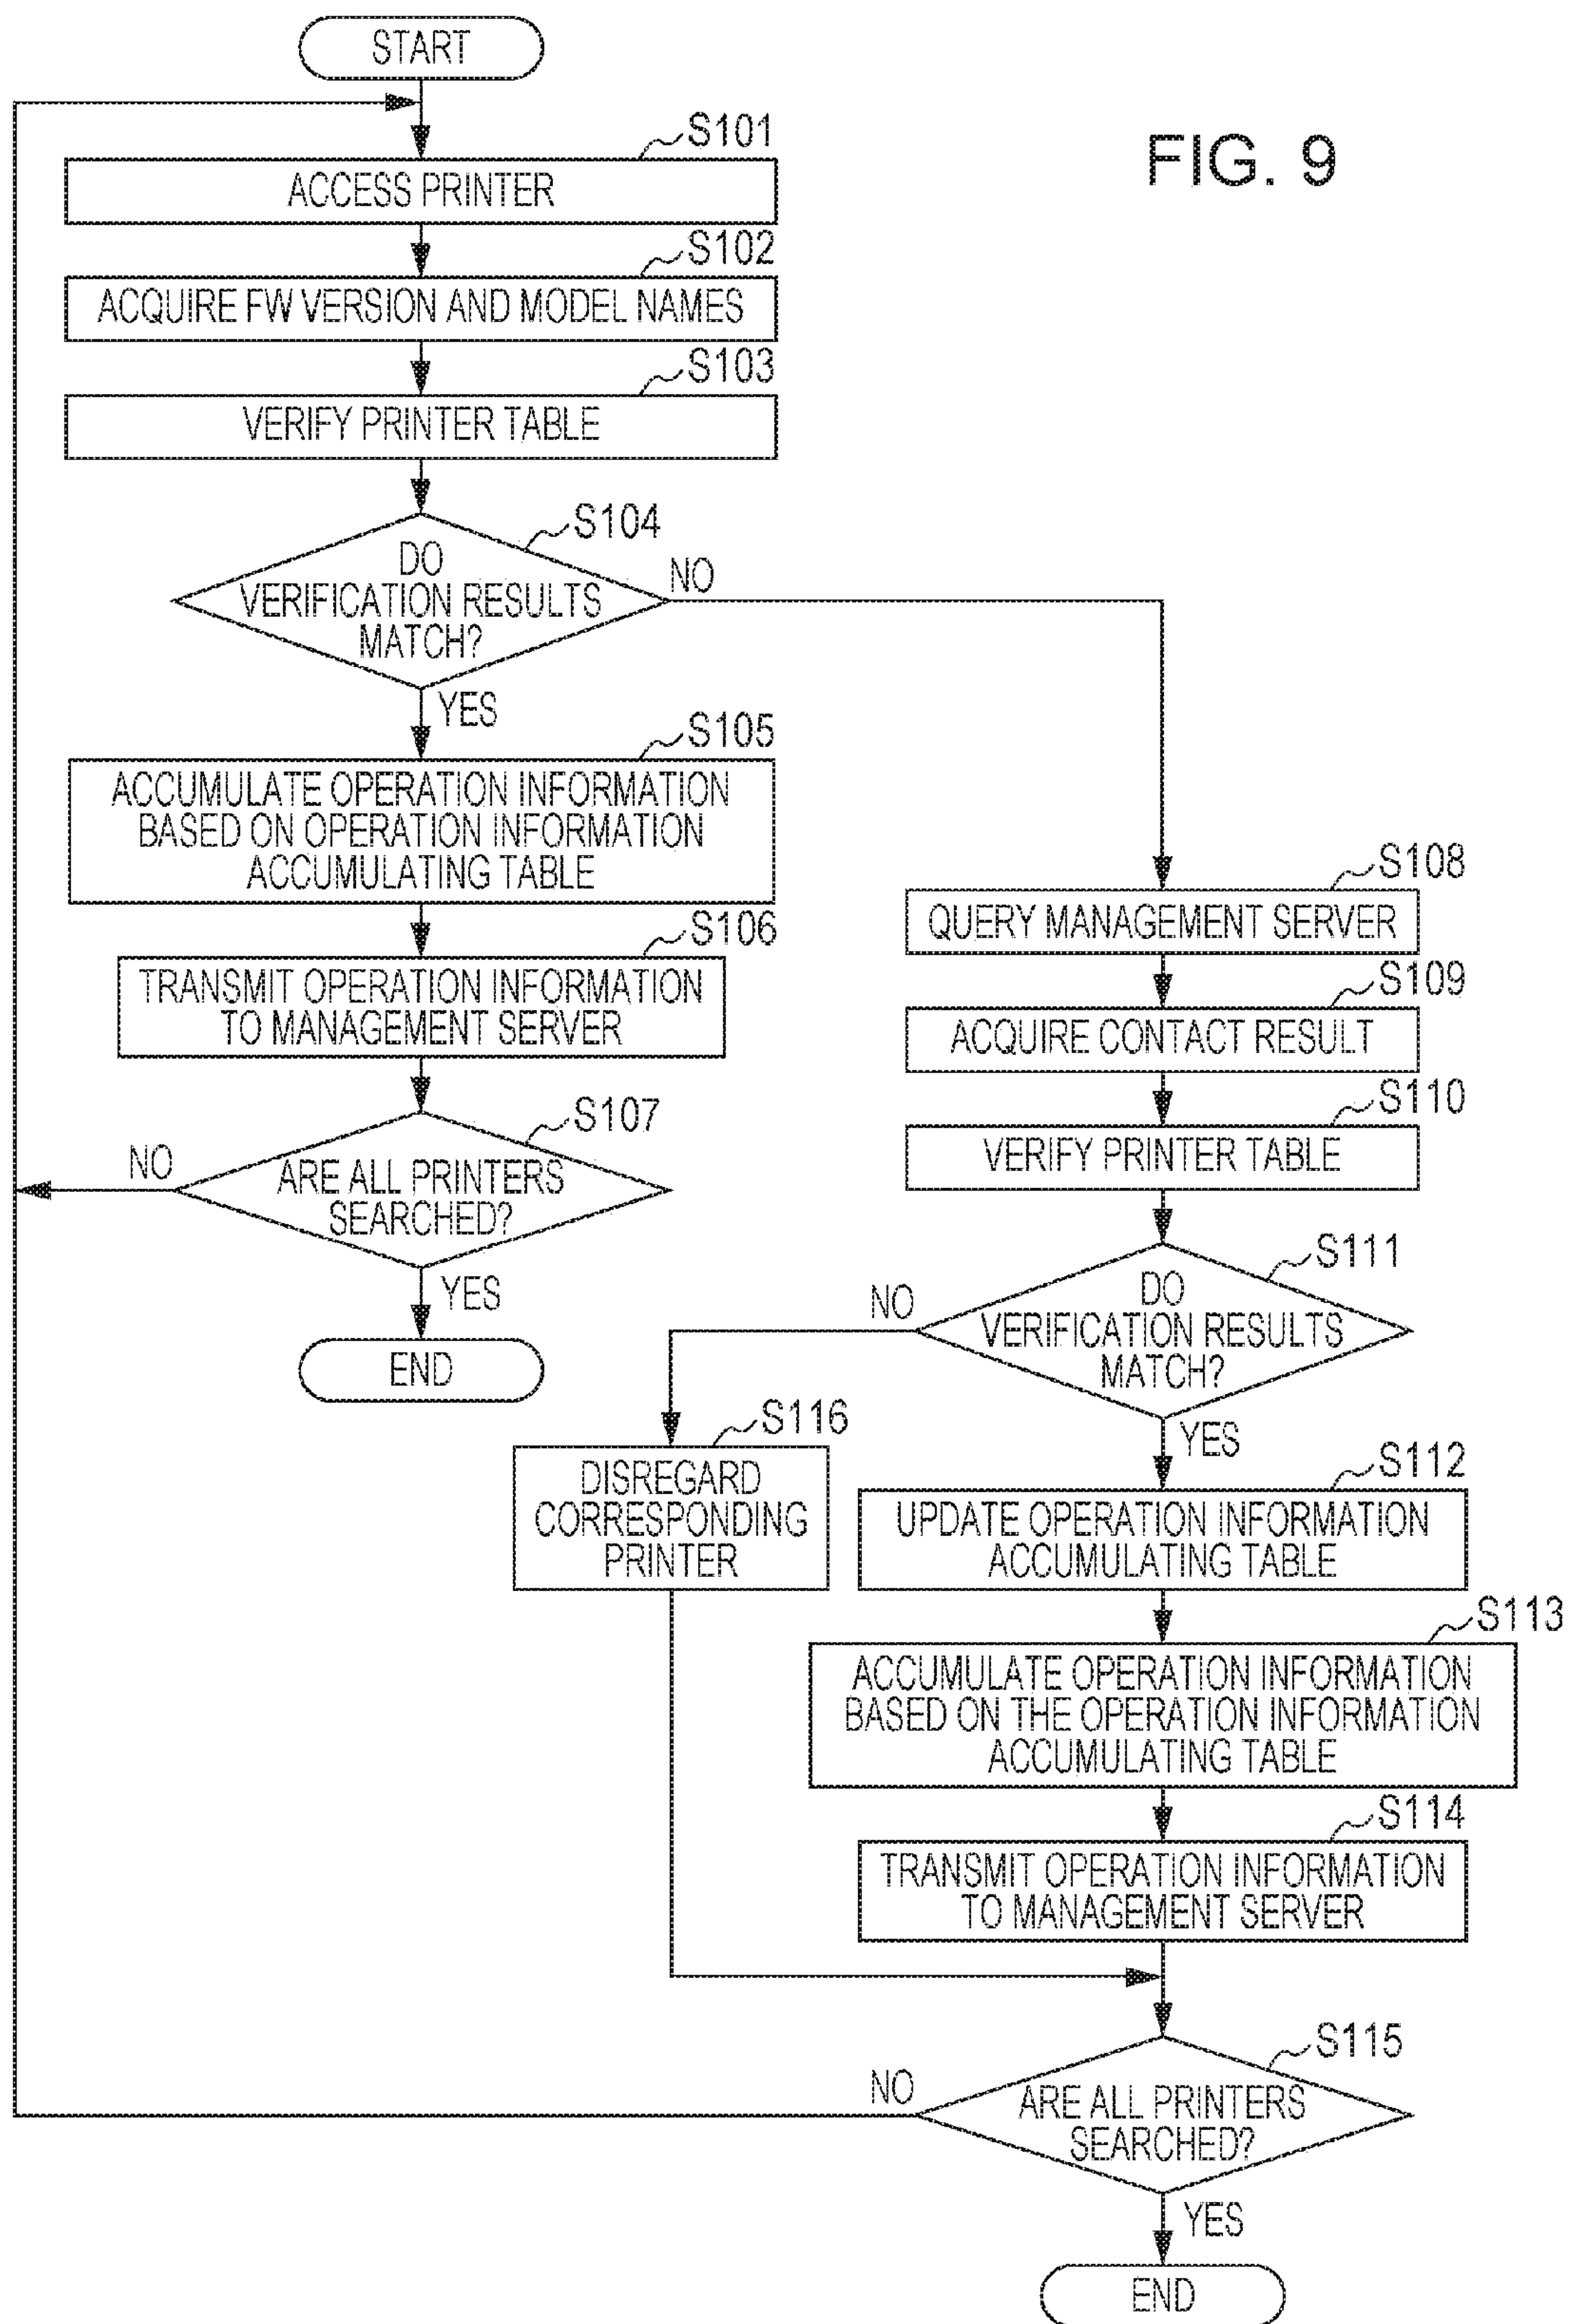 START
FIG. 9
S101
ACCESS PRINTER
S102
ACQUIRE FW VERSION AND MODEL NAMES
S103
VERIFY PRINTER TABLE
S104
DO
VERIFICATION RESULTS
MATCH?
NO
YES
S105
ACCUMULATE OPERATION INFORMATION
BASED ON OPERATION INFORMATION
ACCUMULATING TABLE
S106
TRANSMIT OPERATION INFORMATION
TO MANAGEMENT SERVER
S107
NO
ARE ALL PRINTERS
SEARCHED?
YES
END
S108
QUERY MANAGEMENT SERVER
S109
ACQUIRE CONTACT RESULT
S110
VERIFY PRINTER TABLE
S111
DO
VERIFICATION RESULTS
MATCH?
NO
YES
S116
DISREGARD
CORRESPONDING
PRINTER
S112
UPDATE OPERATION INFORMATION
ACCUMULATING TABLE
S113
ACCUMULATE OPERATION INFORMATION
BASED ON THE OPERATION INFORMATION
ACCUMULATING TABLE
S114
TRANSMIT OPERATION INFORMATION
TO MANAGEMENT SERVER
S115
NO
ARE ALL PRINTERS
SEARCHED?
YES
END